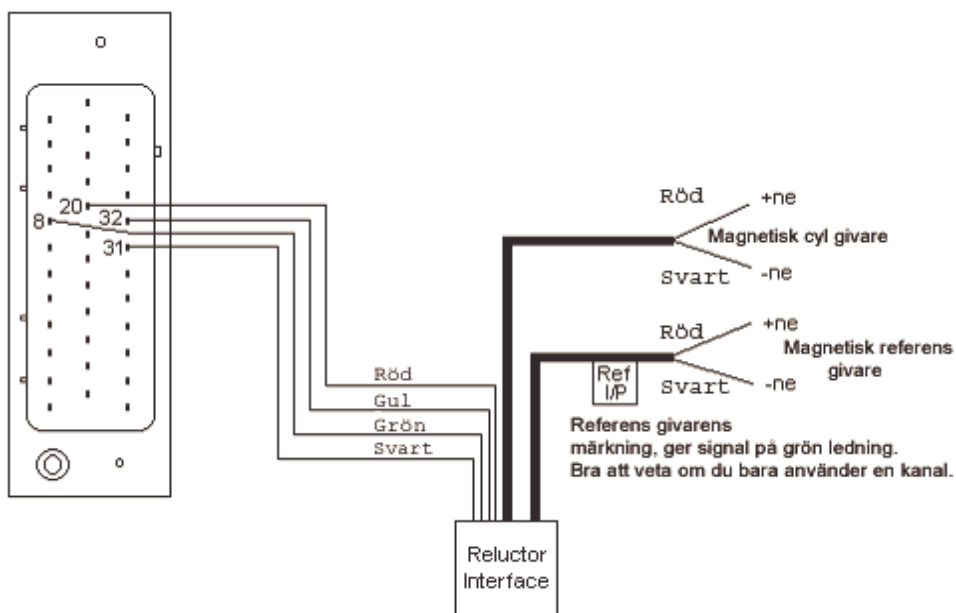 20
8
32
31
Röd
+ne
Magnetisk cyl givare
Svart
-ne
Röd
+ne
Magnetisk referens
givare
Ref
I/P
Svart
-ne
Röd
Gul
Grön
Svart
Referens givarens
märkning, ger signal på grön ledning.
Bra att veta om du bara använder en kanal.
Reluctor
Interface